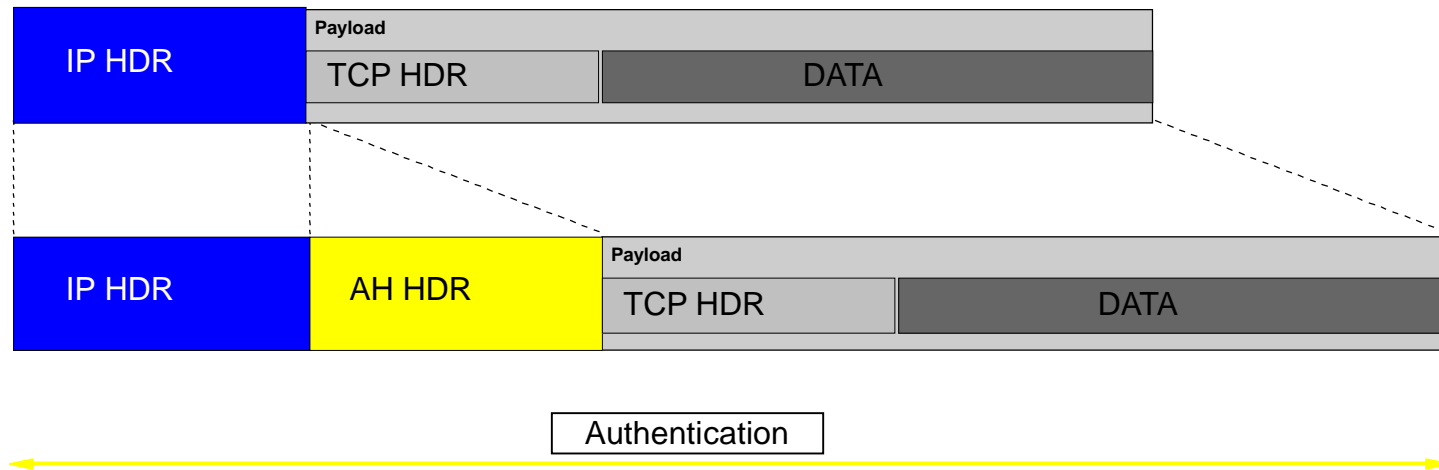 IP HDR
Payload
TCP HDR
DATA
IP HDR
AH HDR
Payload
TCP HDR
DATA
Authentication